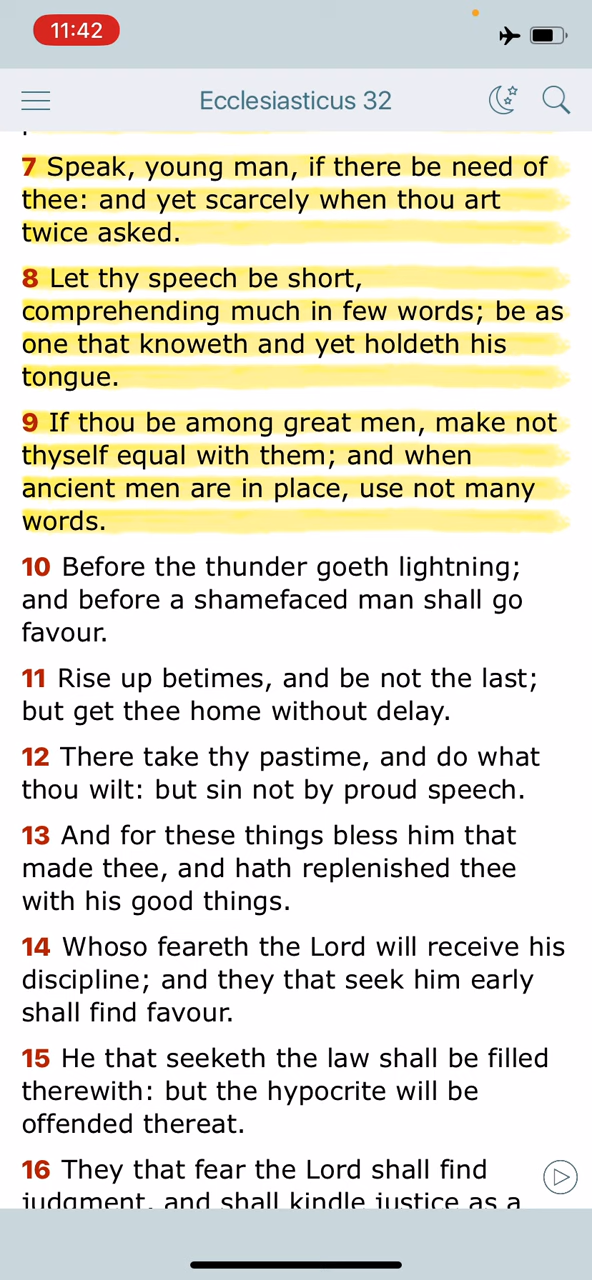 11:42
Ecclesiasticus 32
7 Speak, young man, if there be need of
thee: and yet scarcely when thou art
twice asked.
8 Let thy speech be short,
comprehending much in few words; be as
one that knoweth and yet holdeth his
tongue.
9 If thou be among great men, make not
thyself equal with them; and when
ancient men are in place, use not many
words.
10 Before the thunder goeth lightning;
and before a shamefaced man shall go
favour.
11 Rise up betimes, and be not the last;
but get thee home without delay.
12 There take thy pastime, and do what
thou wilt: but sin not by proud speech.
13 And for these things bless him that
made thee, and hath replenished thee
with his good things.
14 Whoso feareth the Lord will receive his
discipline; and they that seek him early
shall find favour.
15 He that seeketh the law shall be filled
therewith: but the hypocrite will be
offended thereat.
16 They that fear the Lord shall find
judgment, and shall kindle justice as a